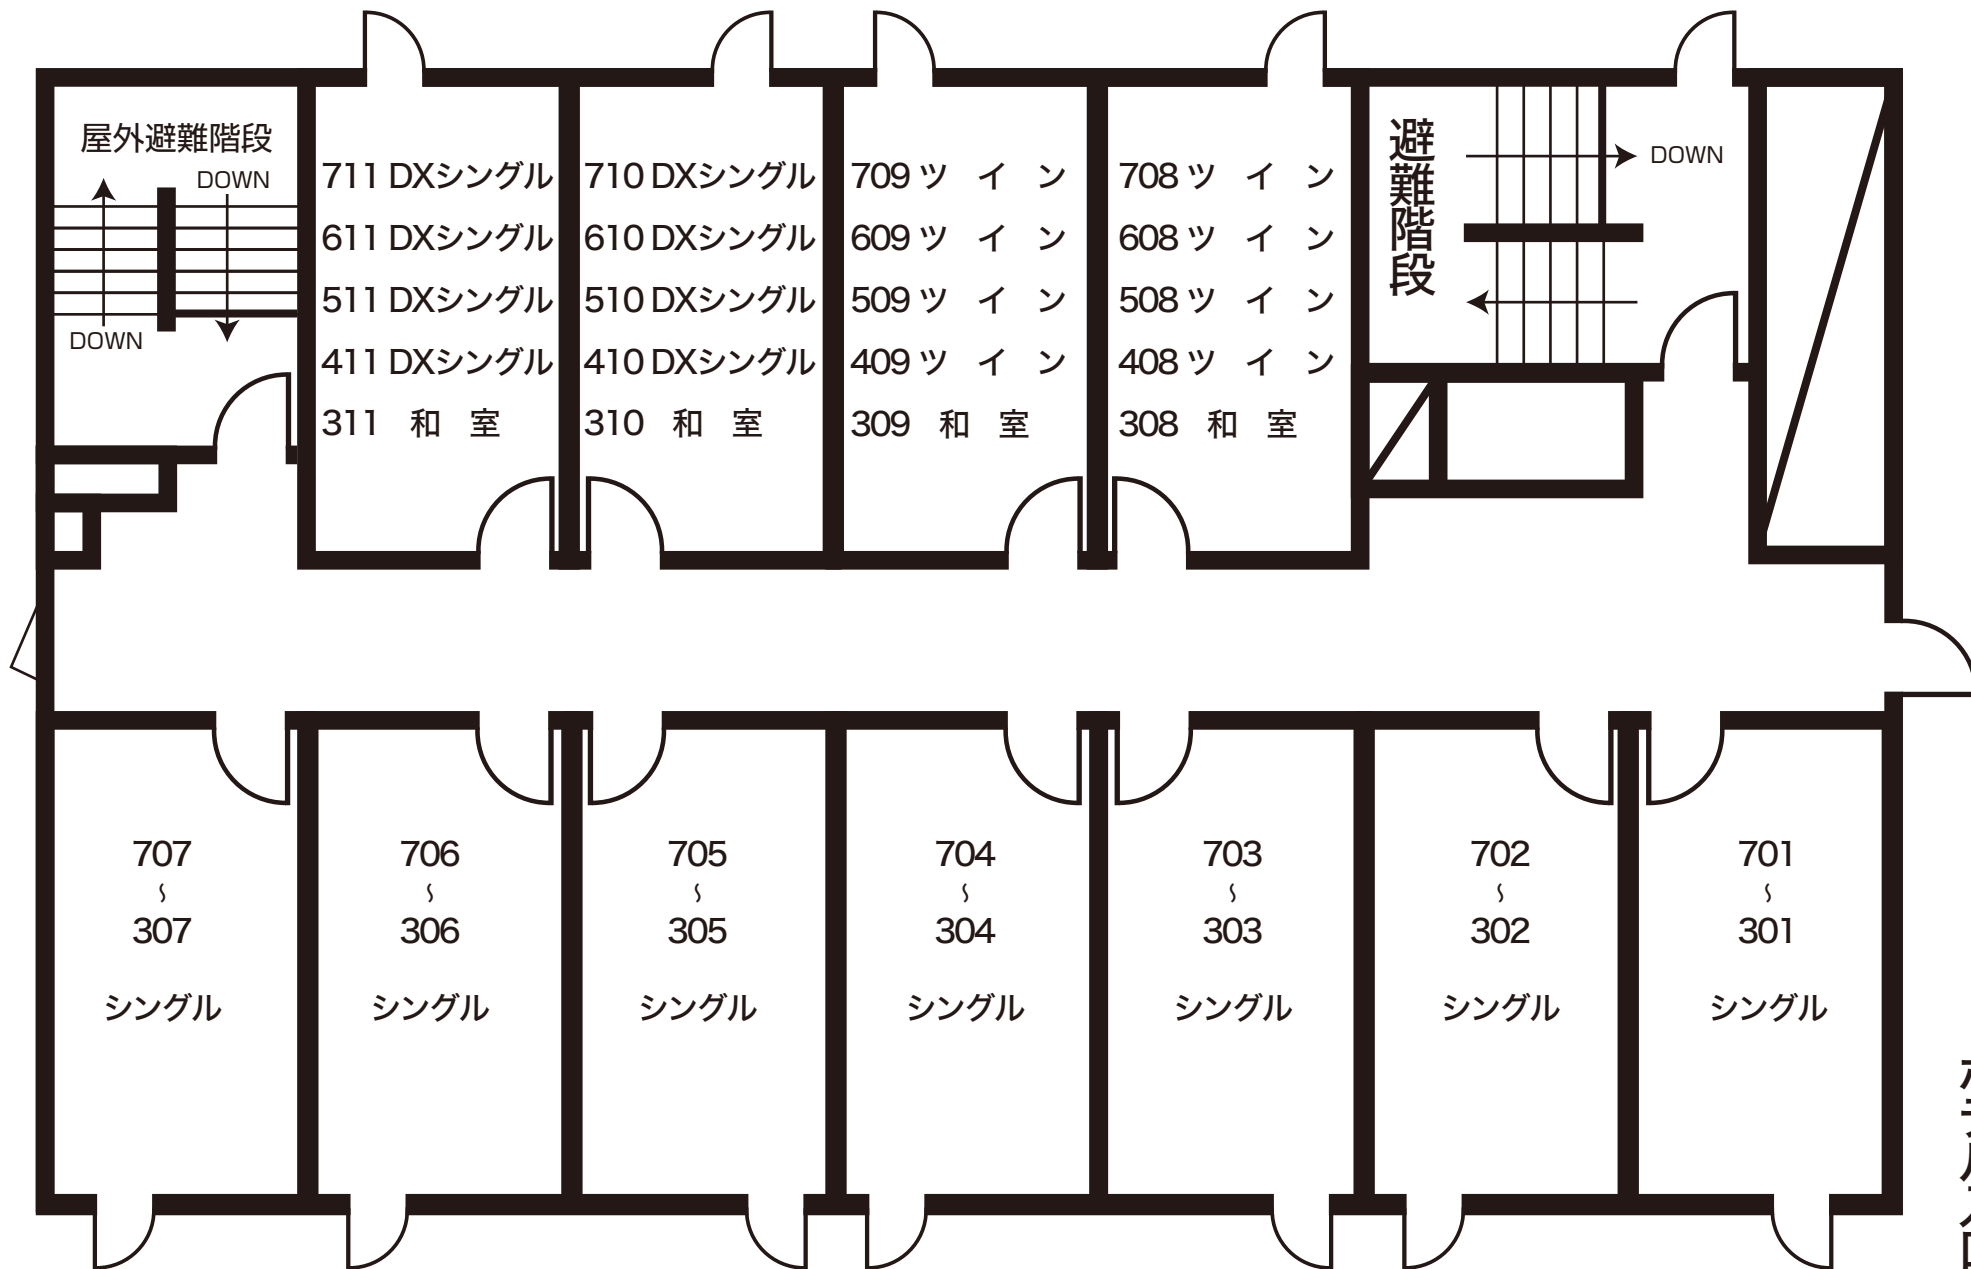 屋外避難階段
DOWN
DOWN
711 DXシングル
611 DXシングル
511 DXシングル
411 DXシングル
311 和 室
710 DXシングル
610 DXシングル
510 DXシングル
410 DXシングル
310 和 室
709 ツ イ ン
609 ツ イ ン
509 ツ イ ン
409 ツ イ ン
309 和 室
708 ツ イ ン
608 ツ イ ン
508 ツ イ ン
408 ツ イ ン
308 和 室
避難階段
DOWN
707
~
307
シングル
706
~
306
シングル
705
~
305
シングル
704
~
304
シングル
703
~
303
シングル
702
~
302
シングル
701
~
301
シングル